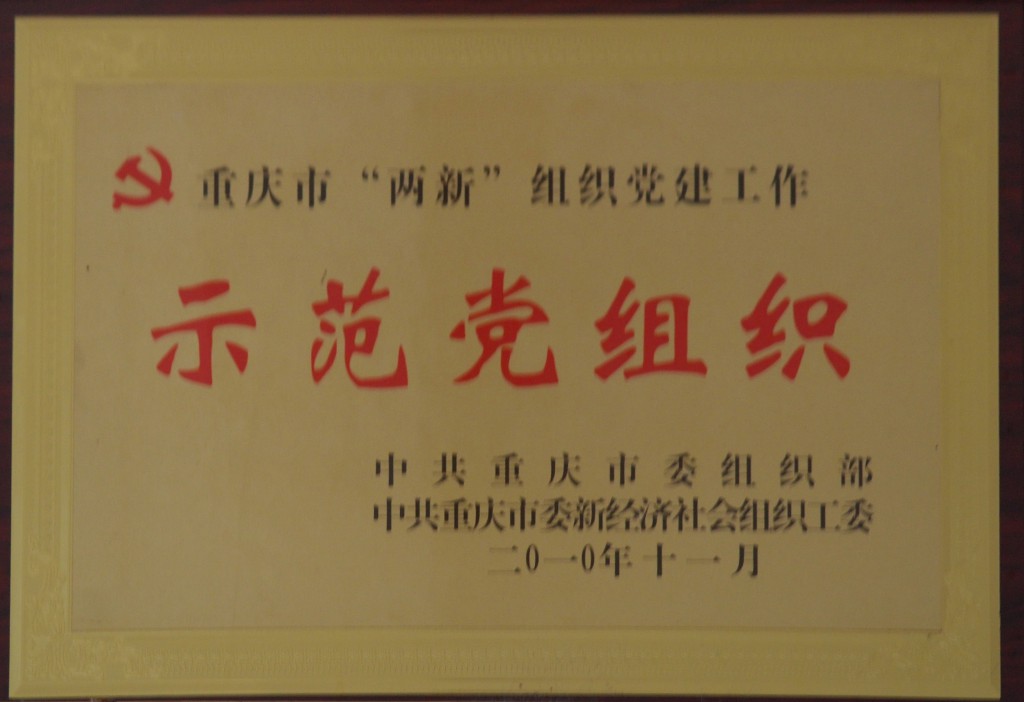 重庆市“两新”组织党建工作
示范党组织
中共重庆市委组织部
中共重庆市委新经济社会组织工委
二0一0年十一月